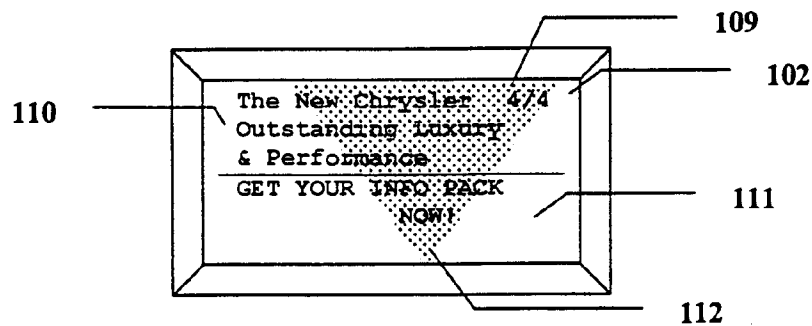 109
102
110
The New Chrysler 4/4
Outstanding Luxury
& Performance
GET YOUR INFO PACK
NOW!
111
112